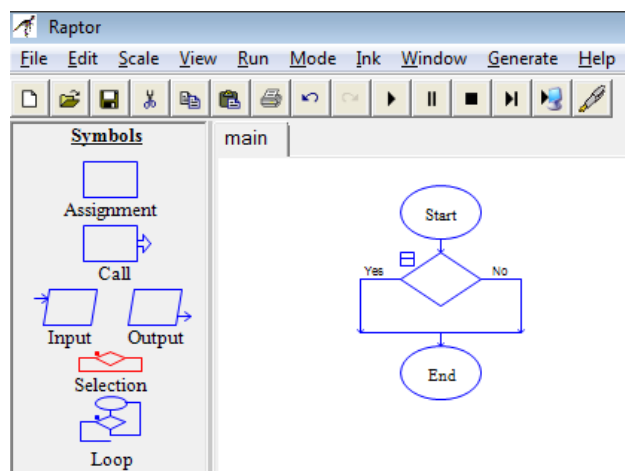 Raptor
File Edit Scale View Run Mode Ink Window Generate Help
Symbols
Assignment
Call
Input Output
Selection
Loop
main
Start
Yes No
End